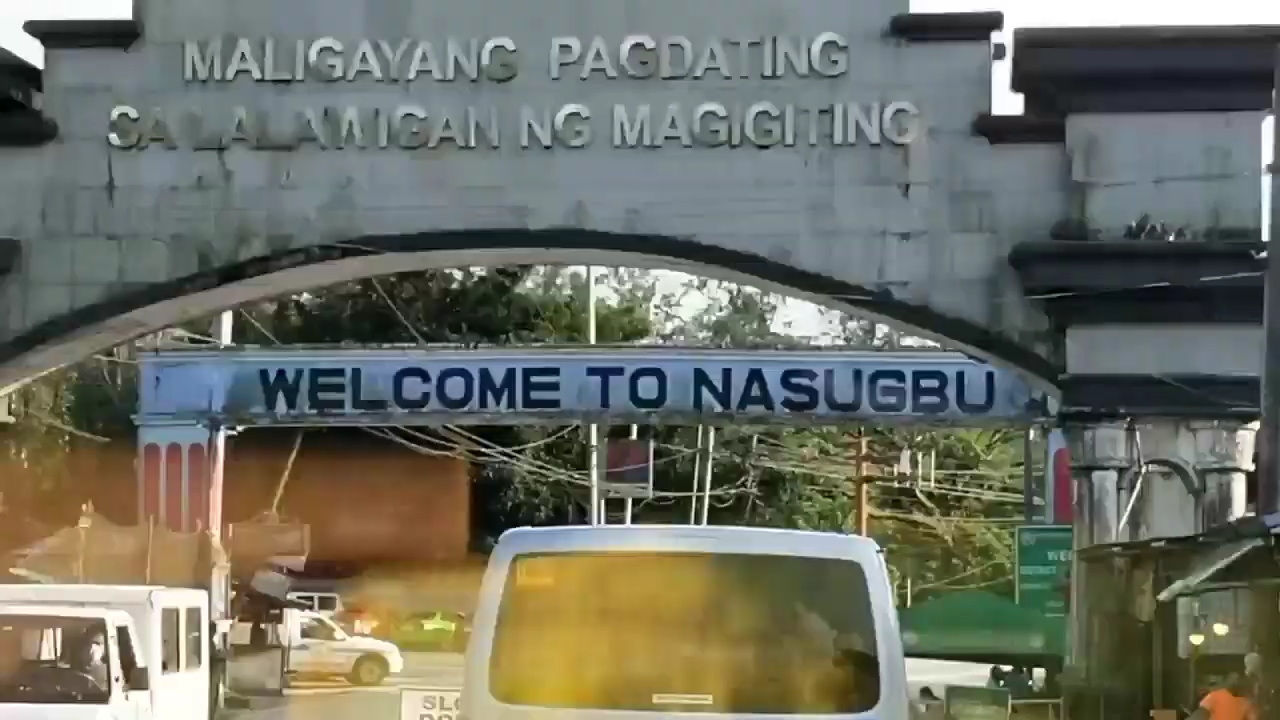 MALIGAYANG PAGDATING
SA LALAWIGAN NG MAGIGITING
WELCOME TO NASUGBU